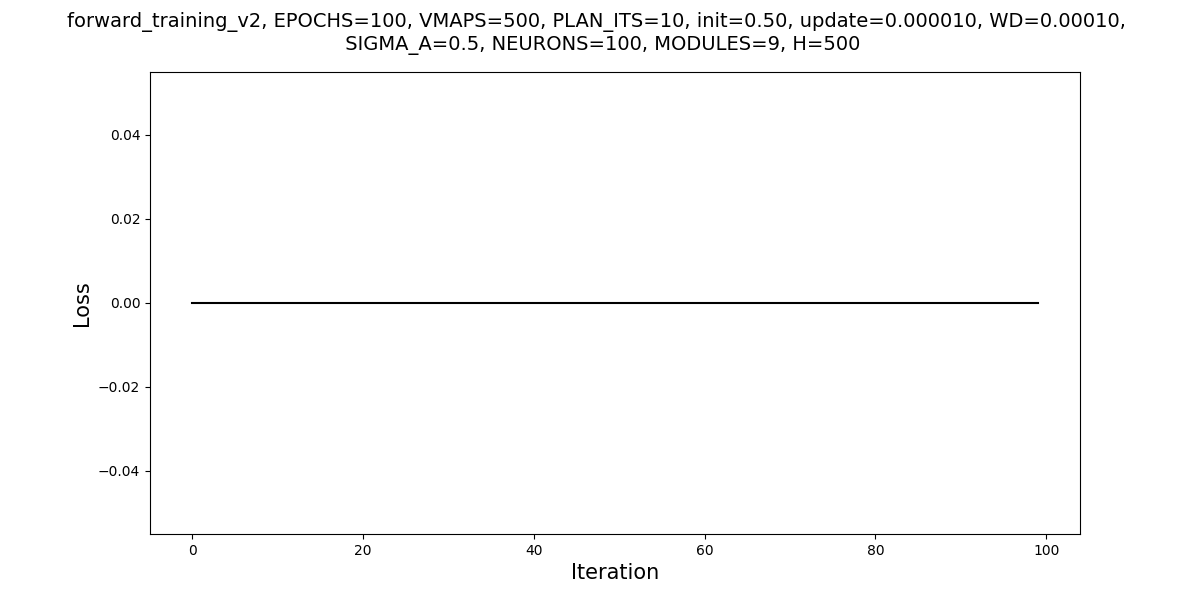 forward_training_v2, EPOCHS=100, VMAPS=500, PLAN_ITS=10, init=0.50, update=0.000010, WD=0.00010,
SIGMA_A=0.5, NEURONS=100, MODULES=9, H=500
0.04
0.02
0.00
−0.02
−0.04
Loss
0 20 40 60 80 100
Iteration